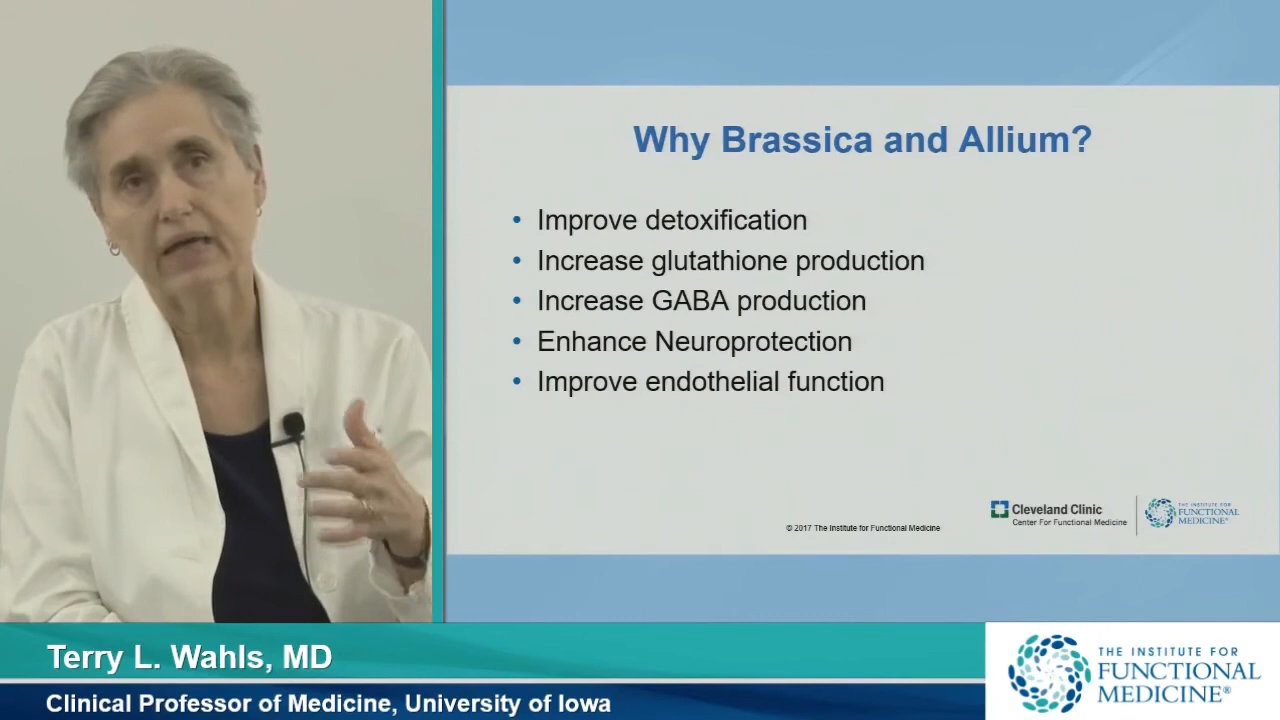 Why Brassica and Allium?
• Improve detoxification
• Increase glutathione production
• Increase GABA production
• Enhance Neuroprotection
• Improve endothelial function
© 2017 The Institute for Functional Medicine
Cleveland Clinic
Center For Functional Medicine
THE INSTITUTE FOR
FUNCTIONAL
MEDICINE®
Terry L. Wahls, MD
Clinical Professor of Medicine, University of Iowa
THE INSTITUTE FOR
FUNCTIONAL
MEDICINE®